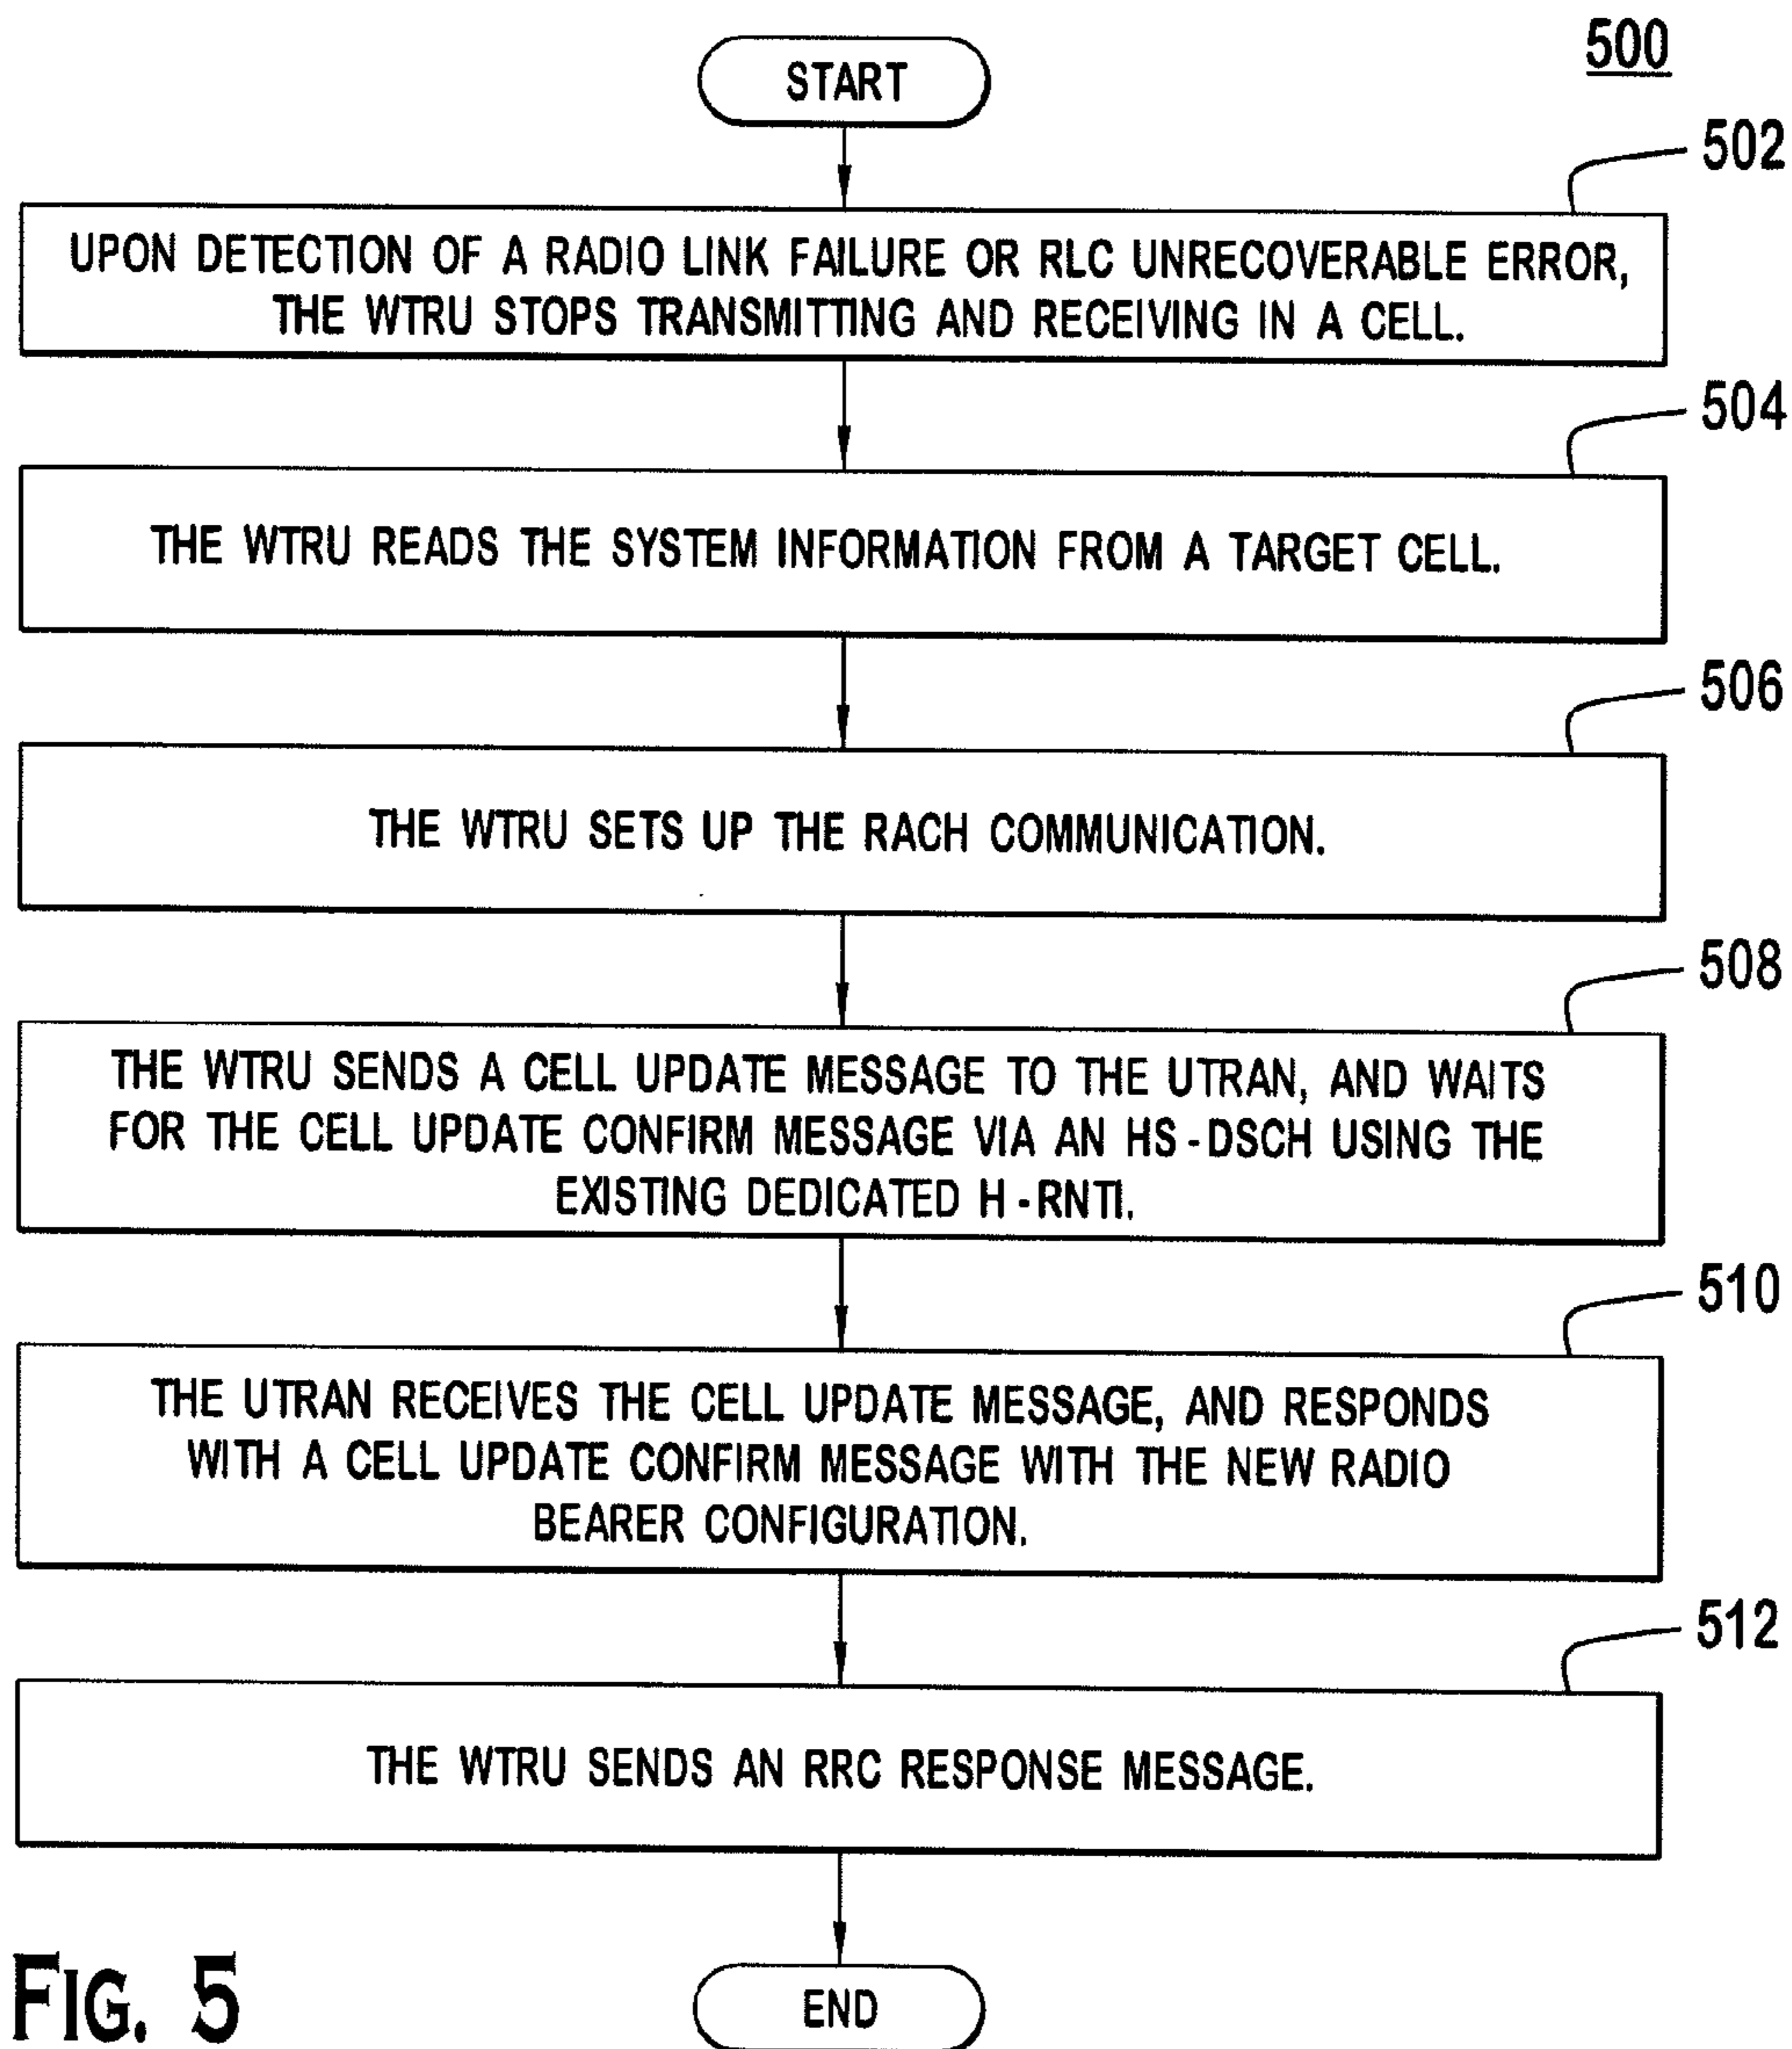 500
START
502
UPON DETECTION OF A RADIO LINK FAILURE OR RLC UNRECOVERABLE ERROR,
THE WTRU STOPS TRANSMITTING AND RECEIVING IN A CELL.
504
THE WTRU READS THE SYSTEM INFORMATION FROM A TARGET CELL.
506
THE WTRU SETS UP THE RACH COMMUNICATION.
508
THE WTRU SENDS A CELL UPDATE MESSAGE TO THE UTRAN, AND WAITS
FOR THE CELL UPDATE CONFIRM MESSAGE VIA AN HS-DSCH USING THE
EXISTING DEDICATED H-RNTI.
510
THE UTRAN RECEIVES THE CELL UPDATE MESSAGE, AND RESPONDS
WITH A CELL UPDATE CONFIRM MESSAGE WITH THE NEW RADIO
BEARER CONFIGURATION.
512
THE WTRU SENDS AN RRC RESPONSE MESSAGE.
END
FIG. 5